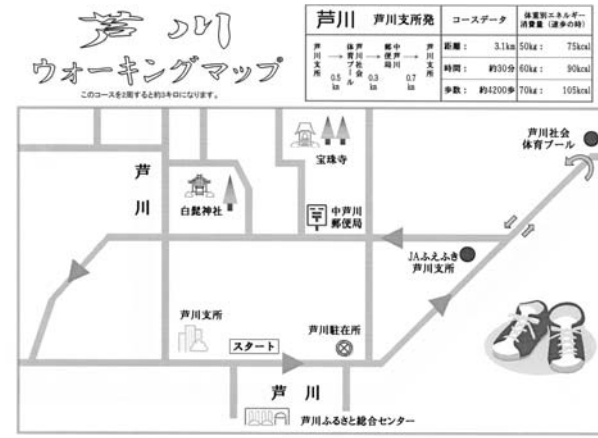 芦川
ウォーキングマップ
このコースを2周すると約3キロになります。
芦川 芦川支所発
芦川支所
0.5km
芦川社会体育プール
0.3km
中芦川郵便局
0.7km
芦川支所
コースデータ
体重別エネルギー
消費量(速歩の時)
距離: 3.1km
50kg: 75kcal
時間: 約30分
60kg: 90kcal
歩数: 約4200歩
70kg: 105kcal
芦川社会
体育プール
宝珠寺
芦川
白髭神社
中芦川
郵便局
JAふえふき
芦川支所
芦川支所
スタート
芦川駐在所
芦川
芦川ふるさと総合センター